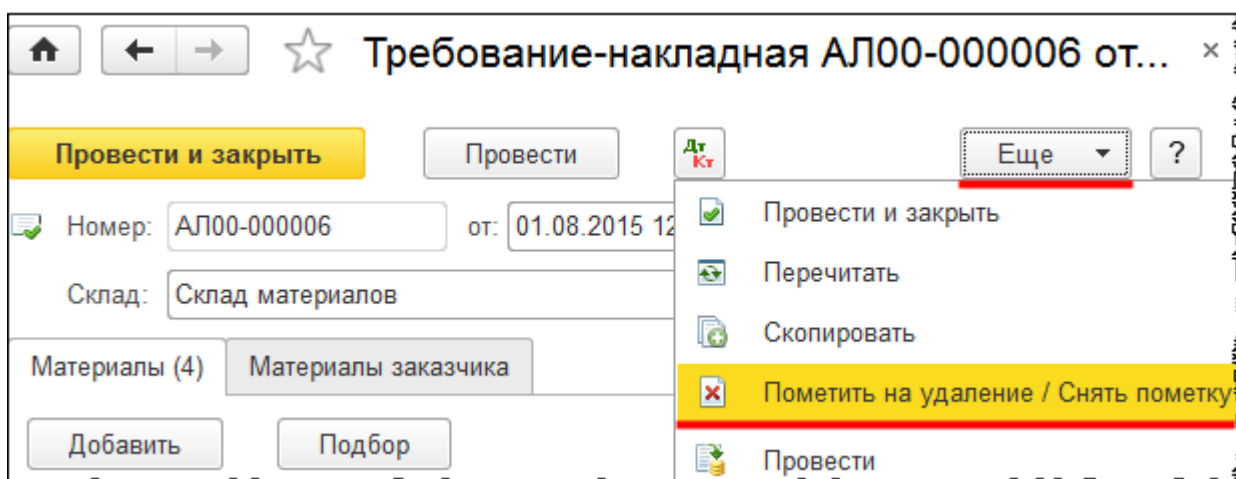 Требование-накладная АЛ00-000006 от... ×
Провести и закрыть Провести Дт Кт Еще ?
Номер: АЛ00-000006 от: 01.08.2015 12
Провести и закрыть
Перечитать
Склад: Склад материалов
Скопировать
Материалы (4) Материалы заказчика
Пометить на удаление / Снять пометку
Добавить Подбор
Провести